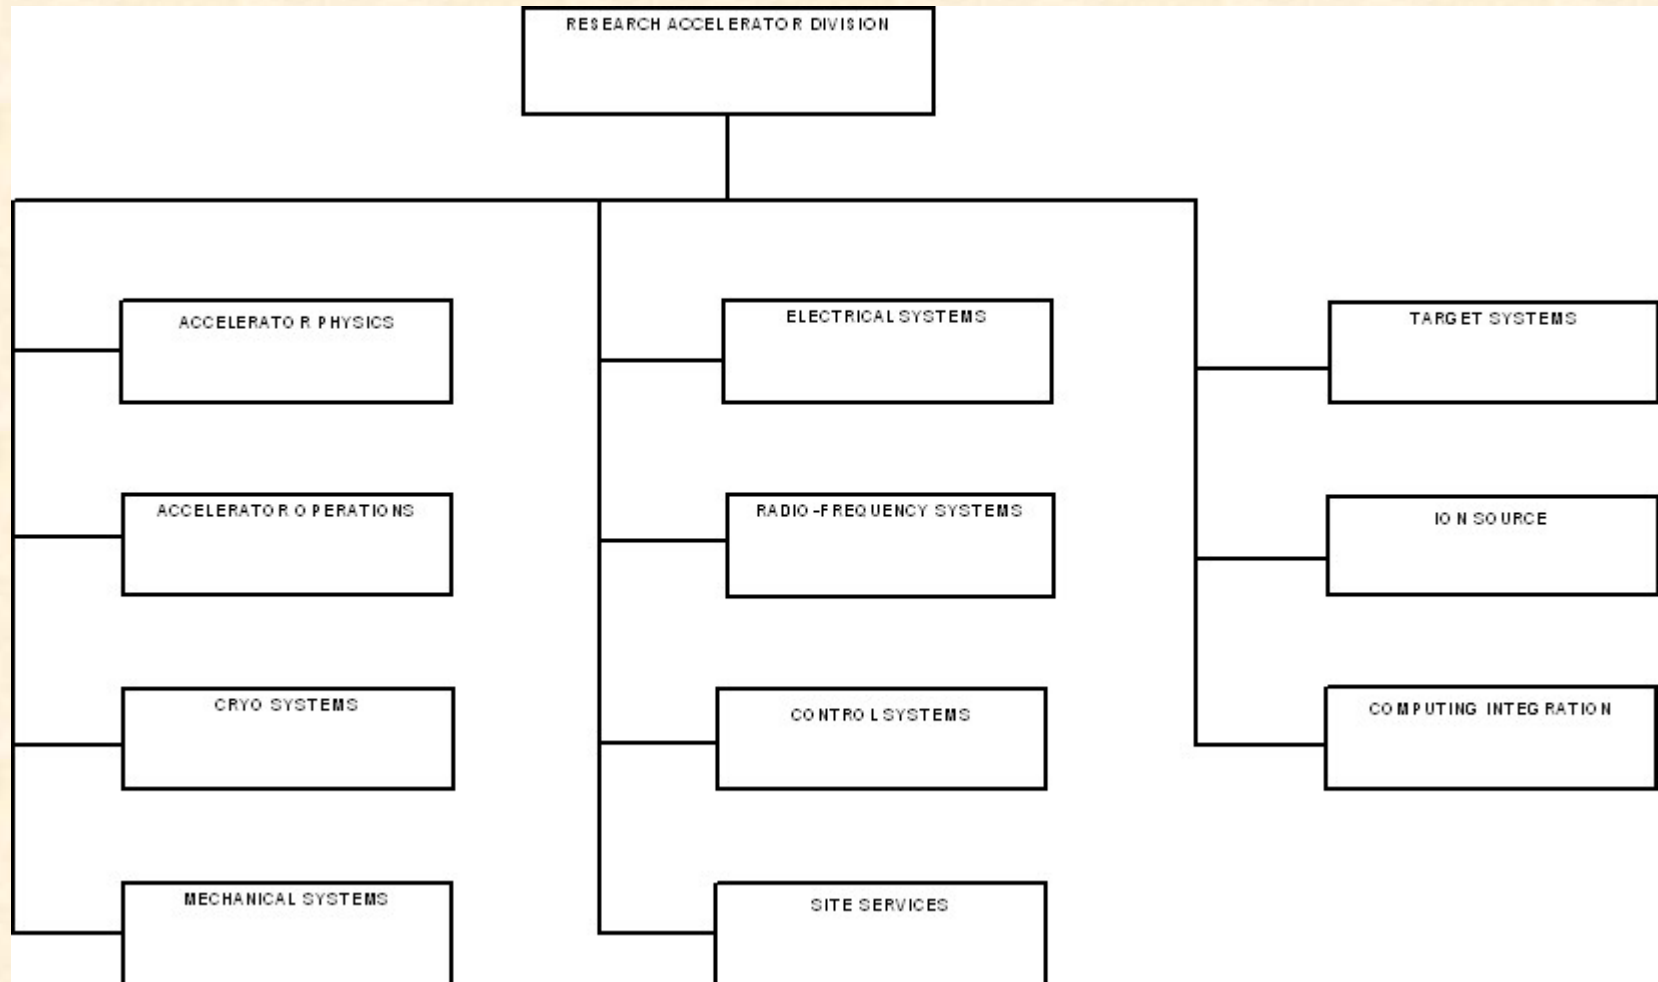 RESEARCH ACCELERATOR DIVISION
ACCELERATOR PHYSICS
ELECTRICAL SYSTEMS
TARGET SYSTEMS
ACCELERATOR OPERATIONS
RADIO-FREQUENCY SYSTEMS
ION SOURCE
CRYO SYSTEMS
CONTROL SYSTEMS
COMPUTING INTEGRATION
MECHANICAL SYSTEMS
SITE SERVICES